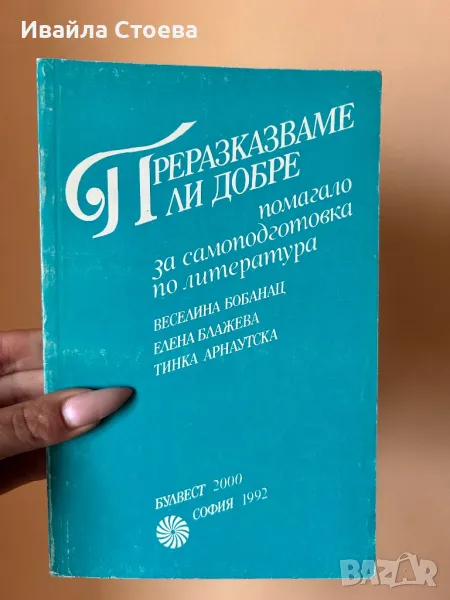 Ивайла Стоева
ПРЕРАЗКАЗВАМЕ
ЛИ ДОБРЕ
помагало
за самоподготовка
по литература
ВЕСЕЛИНА БОБАНАЦ
ЕЛЕНА БЛАЖЕВА
ТИНКА АРНАУТСКА
БУЛВЕСТ 2000
СОФИЯ 1992
BAZAR